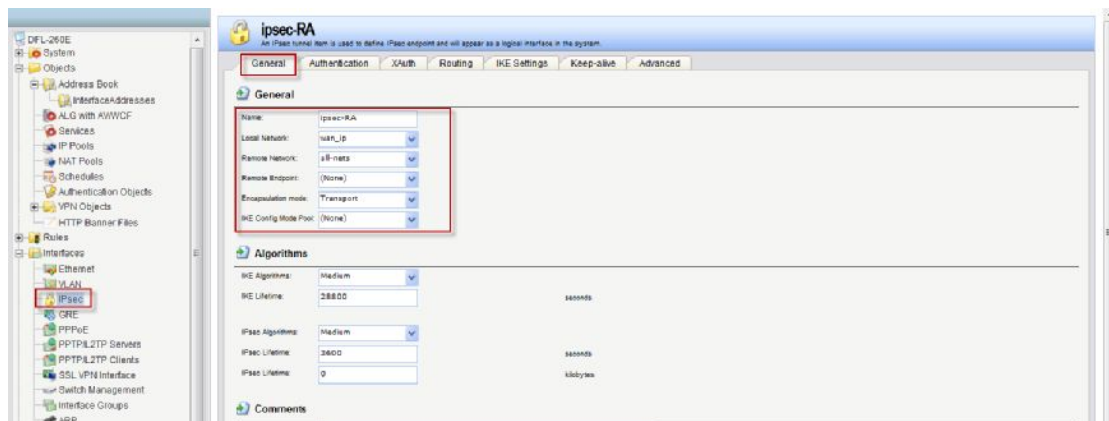 DFL-260E
System
Objects
Address Book
InterfaceAddresses
ALG with AV/WCF
Services
IP Pools
NAT Pools
Schedules
Authentication Objects
VPN Objects
HTTP Banner Files
Rules
Interfaces
Ethernet
VLAN
IPsec
GRE
PPPoE
PPTP/L2TP Servers
PPTP/L2TP Clients
SSL VPN Interface
Switch Management
Interface Groups
ARP
ipsec-RA
An IPsec tunnel item is used to define IPsec endpoint and will appear as a logical interface in the system.
General Authentication XAuth Routing IKE Settings Keep-alive Advanced
General
Name: ipsec-RA
Local Network: wan_ip
Remote Network: all-nets
Remote Endpoint: (None)
Encapsulation mode: Transport
IKE Config Mode Pool: (None)
Algorithms
IKE Algorithms: Medium
IKE Lifetime: 28800 seconds
IPsec Algorithms: Medium
IPsec Lifetime: 3600 seconds
IPsec Lifetime: 0 kilobytes
Comments